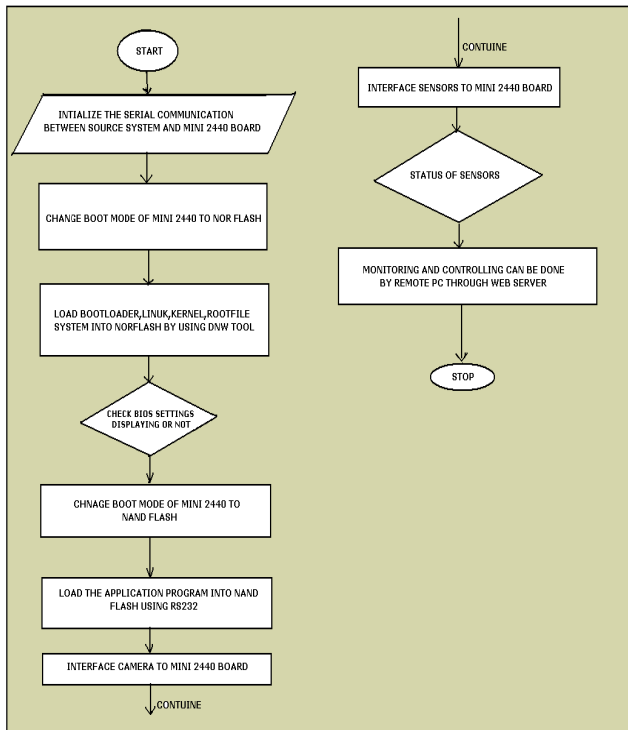 START
INTIALIZE THE SERIAL COMMUNICATION
BETWEEN SOURCE SYSTEM AND MINI 2440 BOARD
CHANGE BOOT MODE OF MINI 2440 TO NOR FLASH
LOAD BOOTLOADER,LINUK,KERNEL,ROOTFILE
SYSTEM INTO NORFLASH BY USING DNW TOOL
CHECK BIOS SETTINGS
DISPLAYING OR NOT
CHNAGE BOOT MODE OF MINI 2440 TO
NAND FLASH
LOAD THE APPLICATION PROGRAM INTO NAND
FLASH USING RS232
INTERFACE CAMERA TO MINI 2440 BOARD
CONTUINE
CONTUINE
INTERFACE SENSORS TO MINI 2440 BOARD
STATUS OF SENSORS
MONITORING AND CONTROLLING CAN BE DONE
BY REMOTE PC THROUGH WEB SERVER
STOP